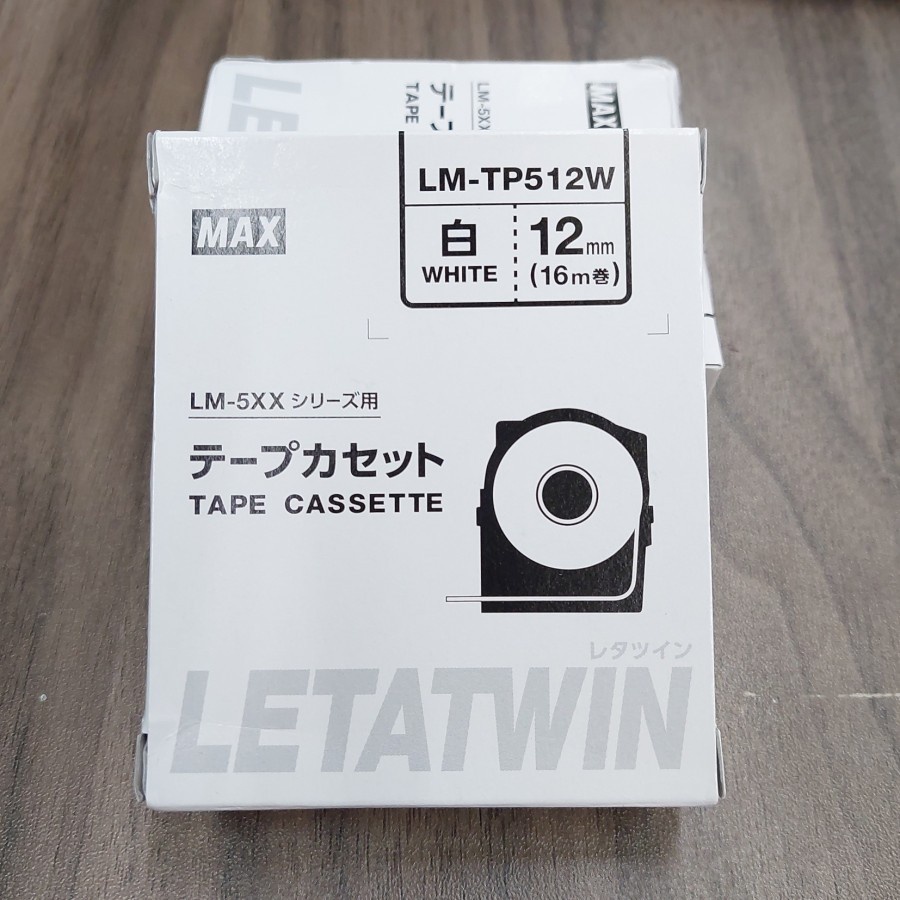 LETATWIN
LM-5XX
テープ
TAPE
MAX
LM-TP512W
MAX
白
WHITE
12mm
(16m巻)
LM-5XX シリーズ用
テープカセット
TAPE CASSETTE
レタツイン
LETATWIN